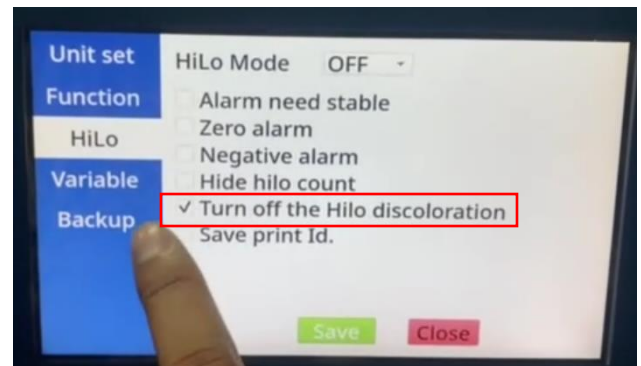 Unit set
Function
HiLo
Variable
Backup
HiLo Mode OFF
Alarm need stable
Zero alarm
Negative alarm
Hide hilo count
✓ Turn off the Hilo discoloration
Save print Id.
Save Close